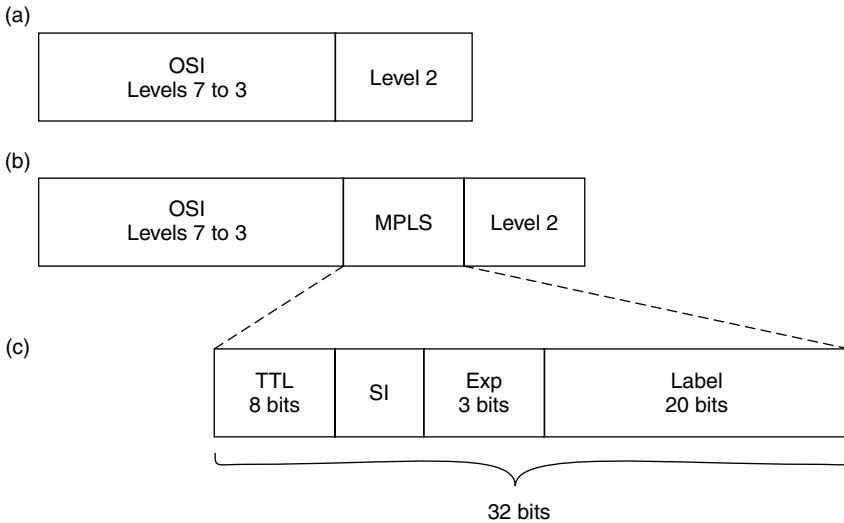 (a)
OSI
Levels 7 to 3
Level 2
(b)
OSI
Levels 7 to 3
MPLS
Level 2
(c)
TTL
8 bits
SI
Exp
3 bits
Label
20 bits
32 bits